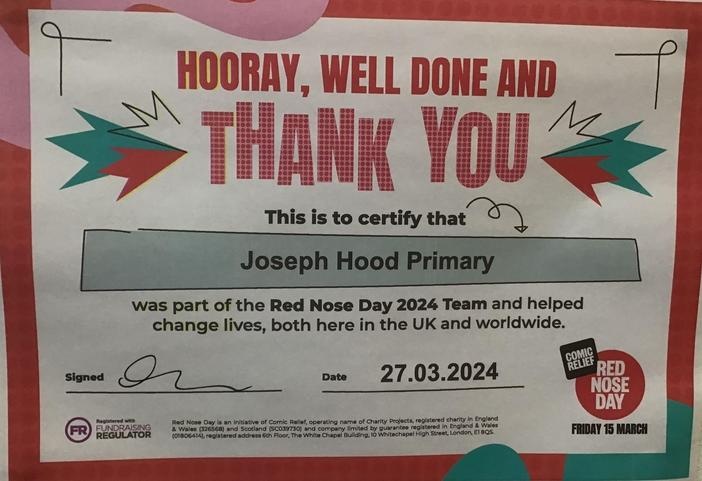 HOORAY, WELL DONE AND
THANK YOU
This is to certify that
Joseph Hood Primary
was part of the Red Nose Day 2024 Team and helped
change lives, both here in the UK and worldwide.
Signed
Date 27.03.2024
COMIC
RELIEF
RED
NOSE
DAY
FRIDAY 15 MARCH
FR
Registered with
FUNDRAISING
REGULATOR
Red Nose Day is an initiative of Comic Relief, operating name of Charity Projects, registered charity in England
& Wales (326568) and Scotland (SC039730) and company limited by guarantee registered in England & Wales
(01806414), registered address 6th Floor, The White Chapel Building, 10 Whitechapel High Street, London, E1 8QS.